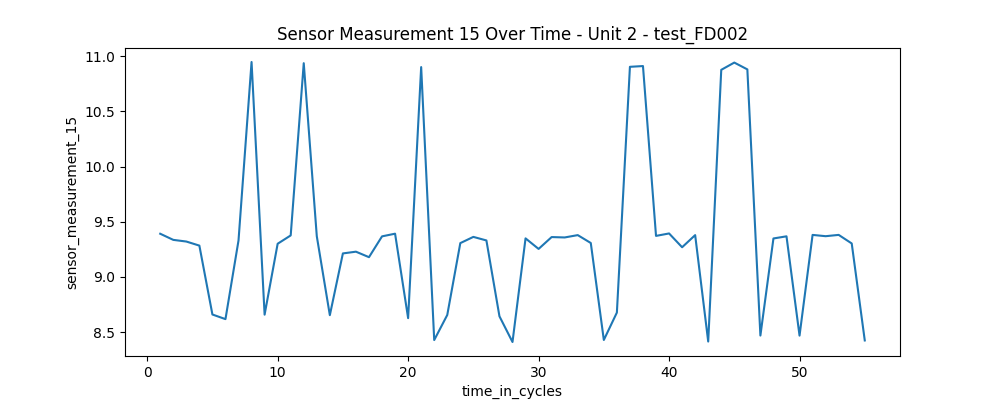 Sensor Measurement 15 Over Time - Unit 2 - test_FD002
sensor_measurement_15
11.0
10.5
10.0
9.5
9.0
8.5
0 10 20 30 40 50
time_in_cycles